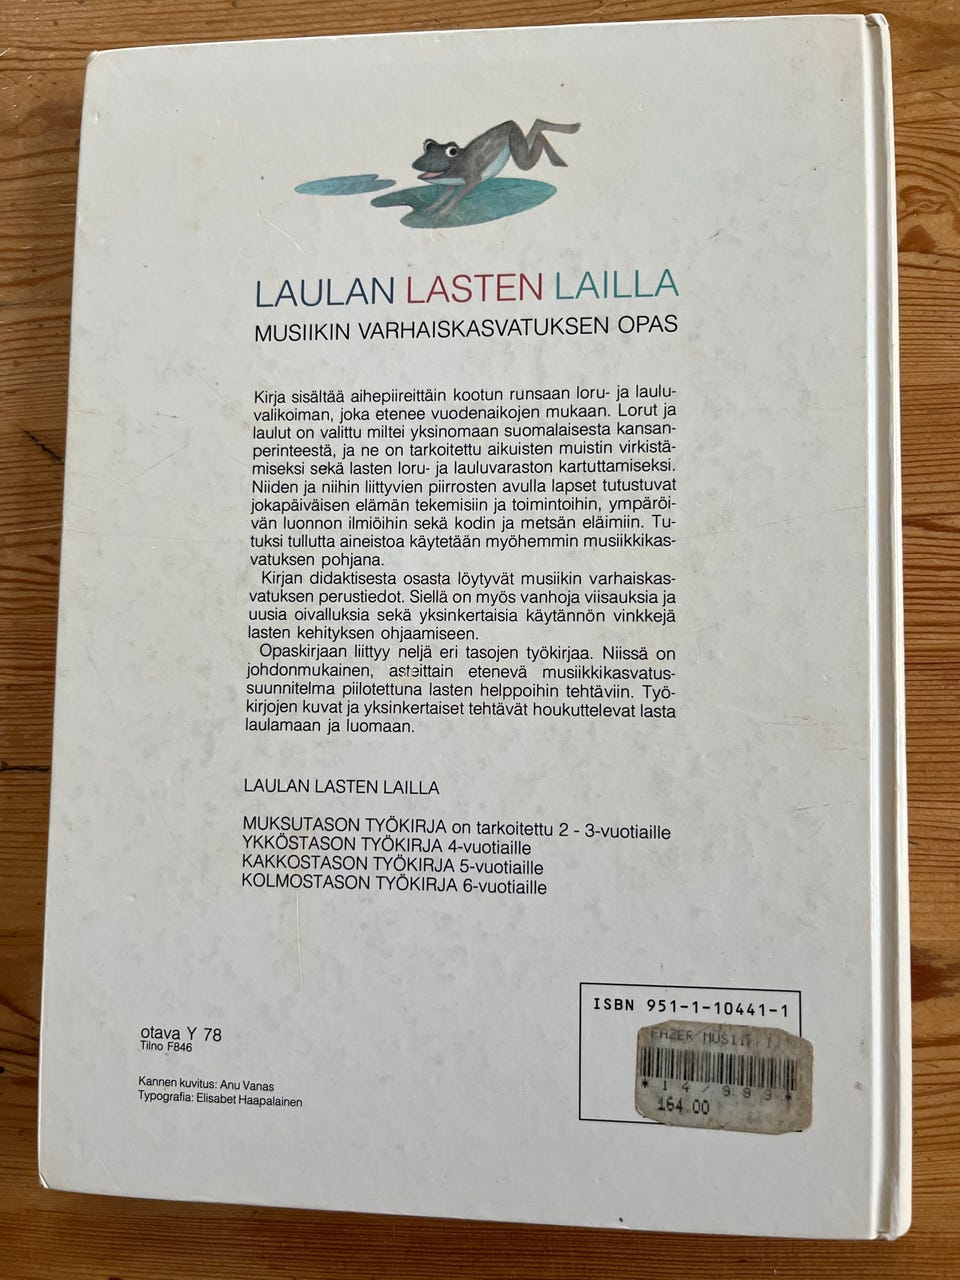 LAULAN LASTEN LAILLA
MUSIIKIN VARHAISKASVATUKSEN OPAS
Kirja sisältää aihepiireittäin kootun runsaan loru- ja laulu-
valikoiman, joka etenee vuodenaikojen mukaan. Lorut ja
laulut on valittu miltei yksinomaan suomalaisesta kansan-
perinteestä, ja ne on tarkoitettu aikuisten muistin virkistä-
miseksi sekä lasten loru- ja lauluvaraston kartuttamiseksi.
Niiden ja niihin liittyvien piirrosten avulla lapset tutustuvat
jokapäiväisen elämän tekemisiin ja toimintoihin, ympäröi-
vän luonnon ilmiöihin sekä kodin ja metsän eläimiin. Tu-
tuksi tullutta aineistoa käytetään myöhemmin musiikkikas-
vatuksen pohjana.
Kirjan didaktisesta osasta löytyvät musiikin varhaiskas-
vatuksen perustiedot. Siellä on myös vanhoja viisauksia ja
uusia oivalluksia sekä yksinkertaisia käytännön vinkkejä
lasten kehityksen ohjaamiseen.
Opaskirjaan liittyy neljä eri tasojen työkirjaa. Niissä on
johdonmukainen, asteittain etenevä musiikkikasvatus-
suunnitelma piilotettuna lasten helppoihin tehtäviin. Työ-
kirjojen kuvat ja yksinkertaiset tehtävät houkuttelevat lasta
laulamaan ja luomaan.
LAULAN LASTEN LAILLA
MUKSUTASON TYÖKIRJA on tarkoitettu 2 - 3-vuotiaille
YKKÖSTASON TYÖKIRJA 4-vuotiaille
KAKKOSTASON TYÖKIRJA 5-vuotiaille
KOLMOSTASON TYÖKIRJA 6-vuotiaille
otava Y 78
Tilno F846
Kannen kuvitus: Anu Vanas
Typografia: Elisabet Haapalainen
ISBN 951-1-10441-1
FAZER
164.00